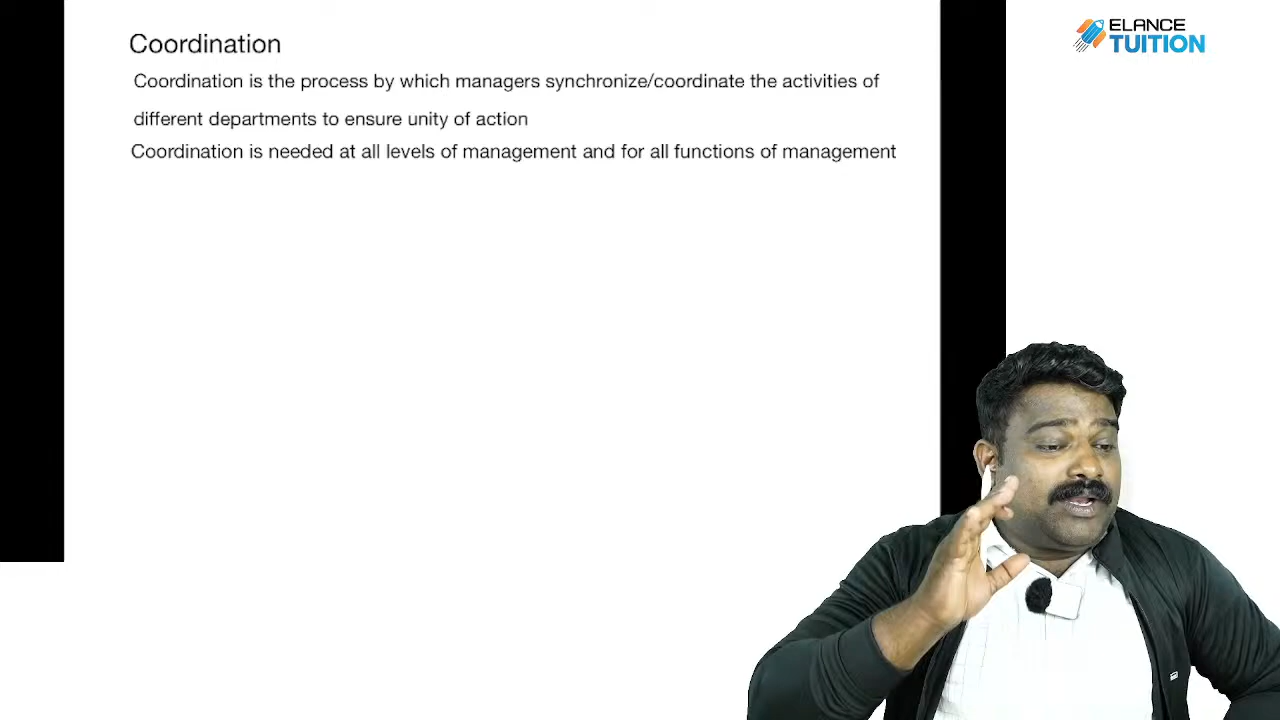 Coordination
Coordination is the process by which managers synchronize/coordinate the activities of
different departments to ensure unity of action
Coordination is needed at all levels of management and for all functions of management
ELANCE
TUITION